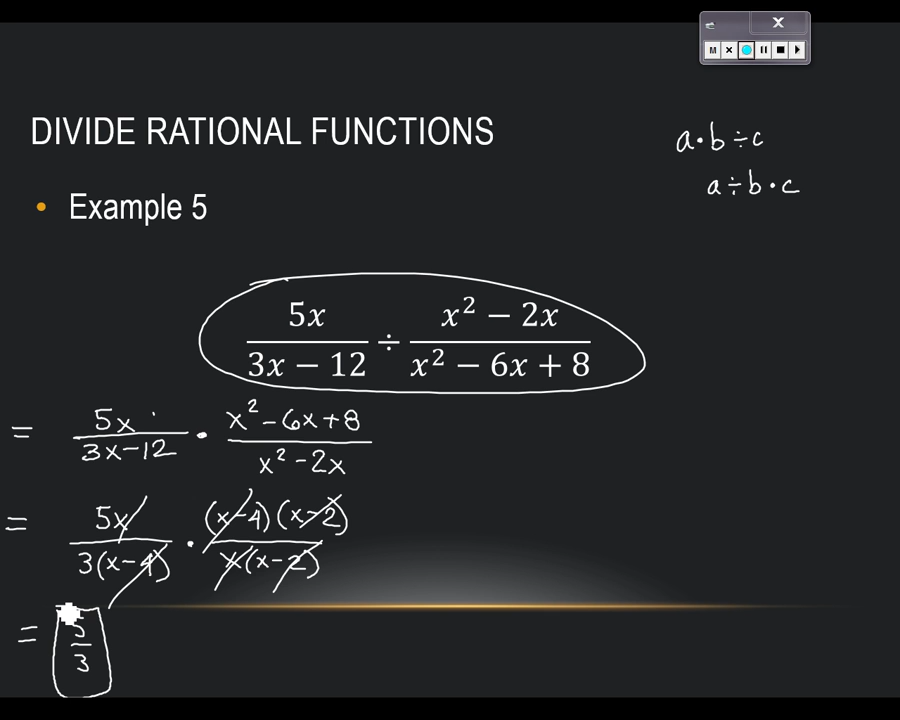 M
DIVIDE RATIONAL FUNCTIONS
a·b÷c
a÷b·c
• Example 5
5x / (3x − 12) ÷ (x² − 2x) / (x² − 6x + 8)
= 5x / (3x−12) · (x²−6x+8) / (x²−2x)
= 5x / 3(x−4) · (x−4)(x−2) / x(x−2)
= 5/3